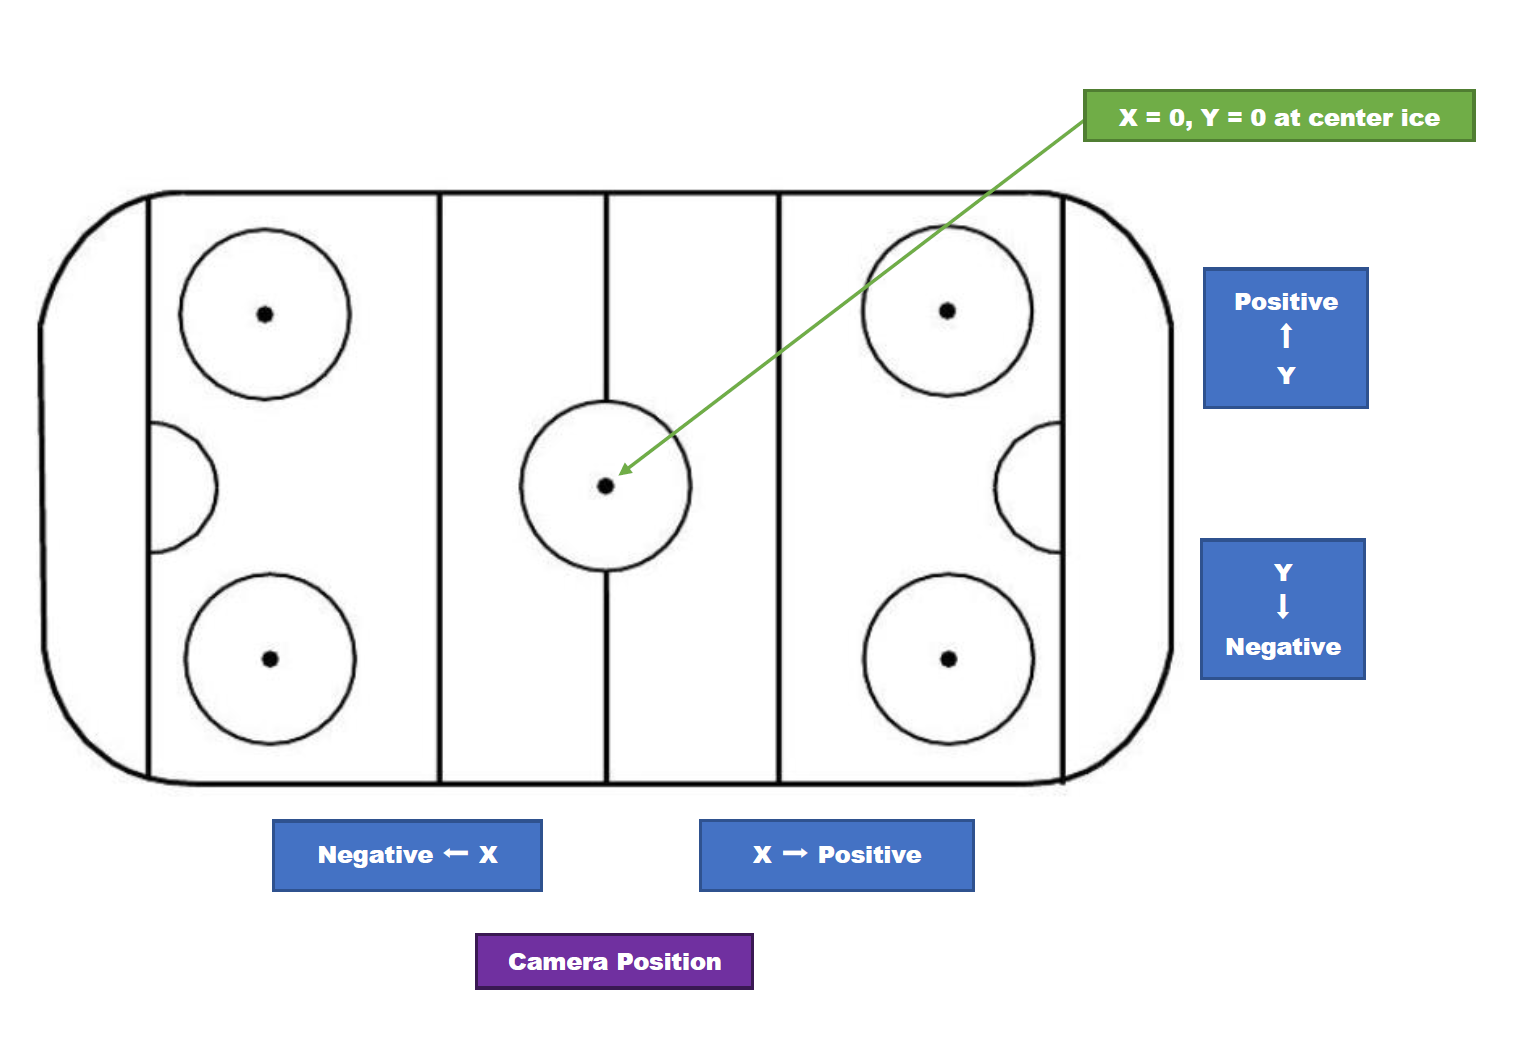 X = 0, Y = 0 at center ice
Positive
↑
Y
Y
↓
Negative
Negative ← X
X → Positive
Camera Position